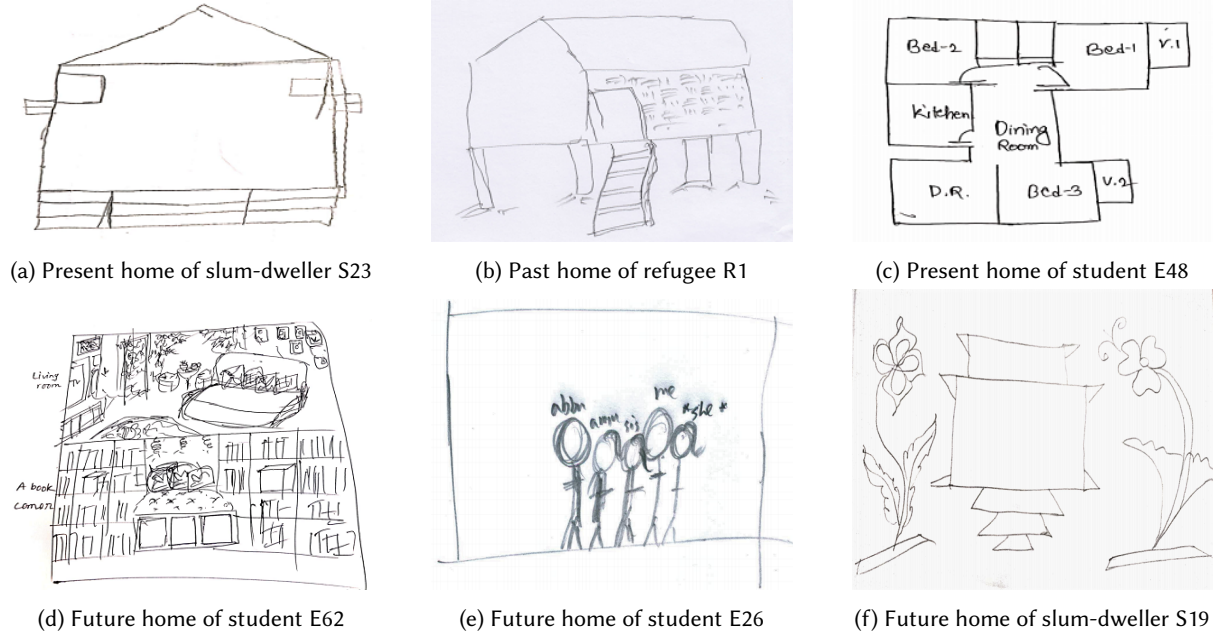 (a) Present home of slum-dweller S23
(b) Past home of refugee R1
Bed-2
Bed-1
V.1
Kitchen
Dining
Room
D.R.
Bed-3
V.2
(c) Present home of student E48
Living
room
A book
corner
(d) Future home of student E62
abbu
ammu
sis
me
(e) Future home of student E26
(f) Future home of slum-dweller S19